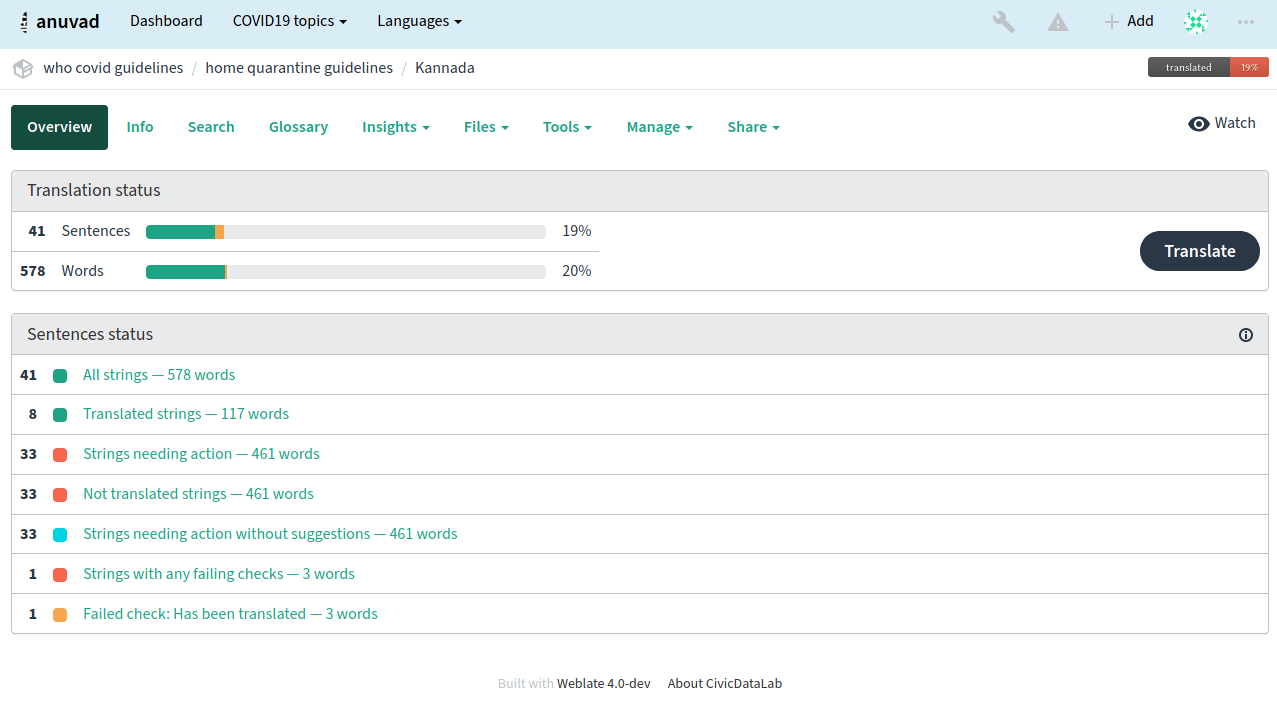 anuvad Dashboard COVID19 topics Languages Add
who covid guidelines / home quarantine guidelines / Kannada translated 19%
Overview Info Search Glossary Insights Files Tools Manage Share Watch
Translation status
41 Sentences 19%
578 Words 20%
Translate
Sentences status
41 All strings — 578 words
8 Translated strings — 117 words
33 Strings needing action — 461 words
33 Not translated strings — 461 words
33 Strings needing action without suggestions — 461 words
1 Strings with any failing checks — 3 words
1 Failed check: Has been translated — 3 words
Built with Weblate 4.0-dev About CivicDataLab